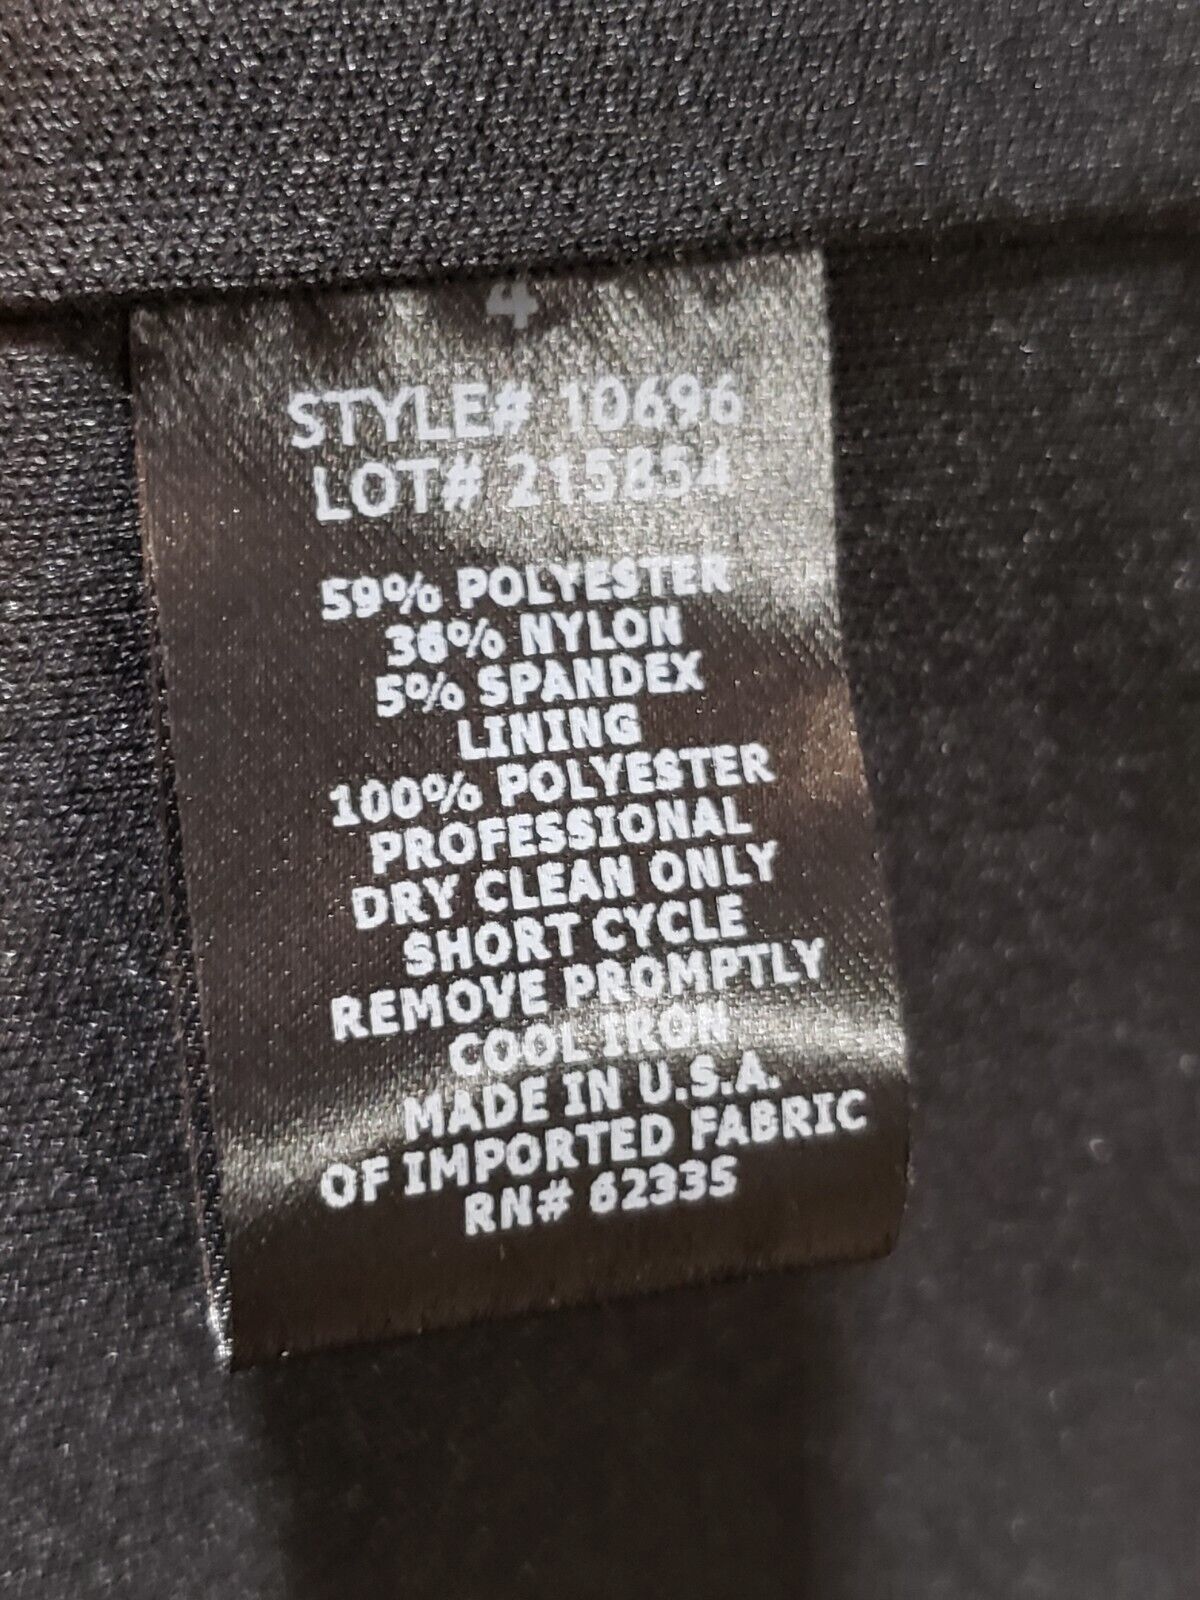 4
STYLE# 10696
LOT# 215854
59% POLYESTER
36% NYLON
5% SPANDEX
LINING
100% POLYESTER
PROFESSIONAL
DRY CLEAN ONLY
SHORT CYCLE
REMOVE PROMPTLY
COOL IRON
MADE IN U.S.A.
OF IMPORTED FABRIC
RN# 62335